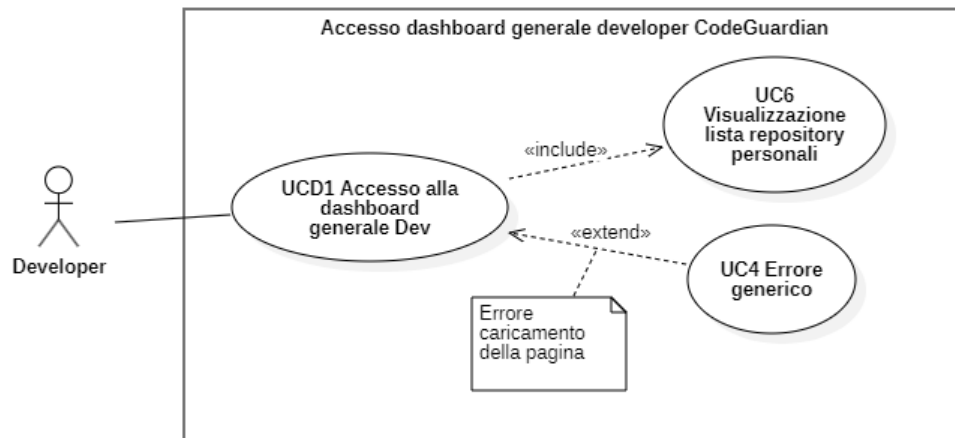 Accesso dashboard generale developer CodeGuardian
UC6
Visualizzazione
lista repository
personali
«include»
UCD1 Accesso alla
dashboard
generale Dev
Developer
«extend»
UC4 Errore
generico
Errore
caricamento
della pagina